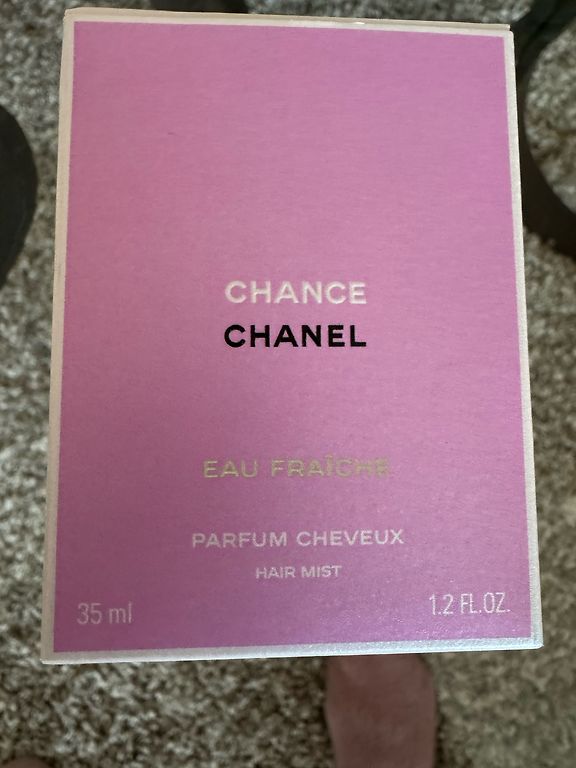 CHANCE
CHANEL
EAU FRAÎCHE
PARFUM CHEVEUX
HAIR MIST
35 ml
1.2 FL.OZ.